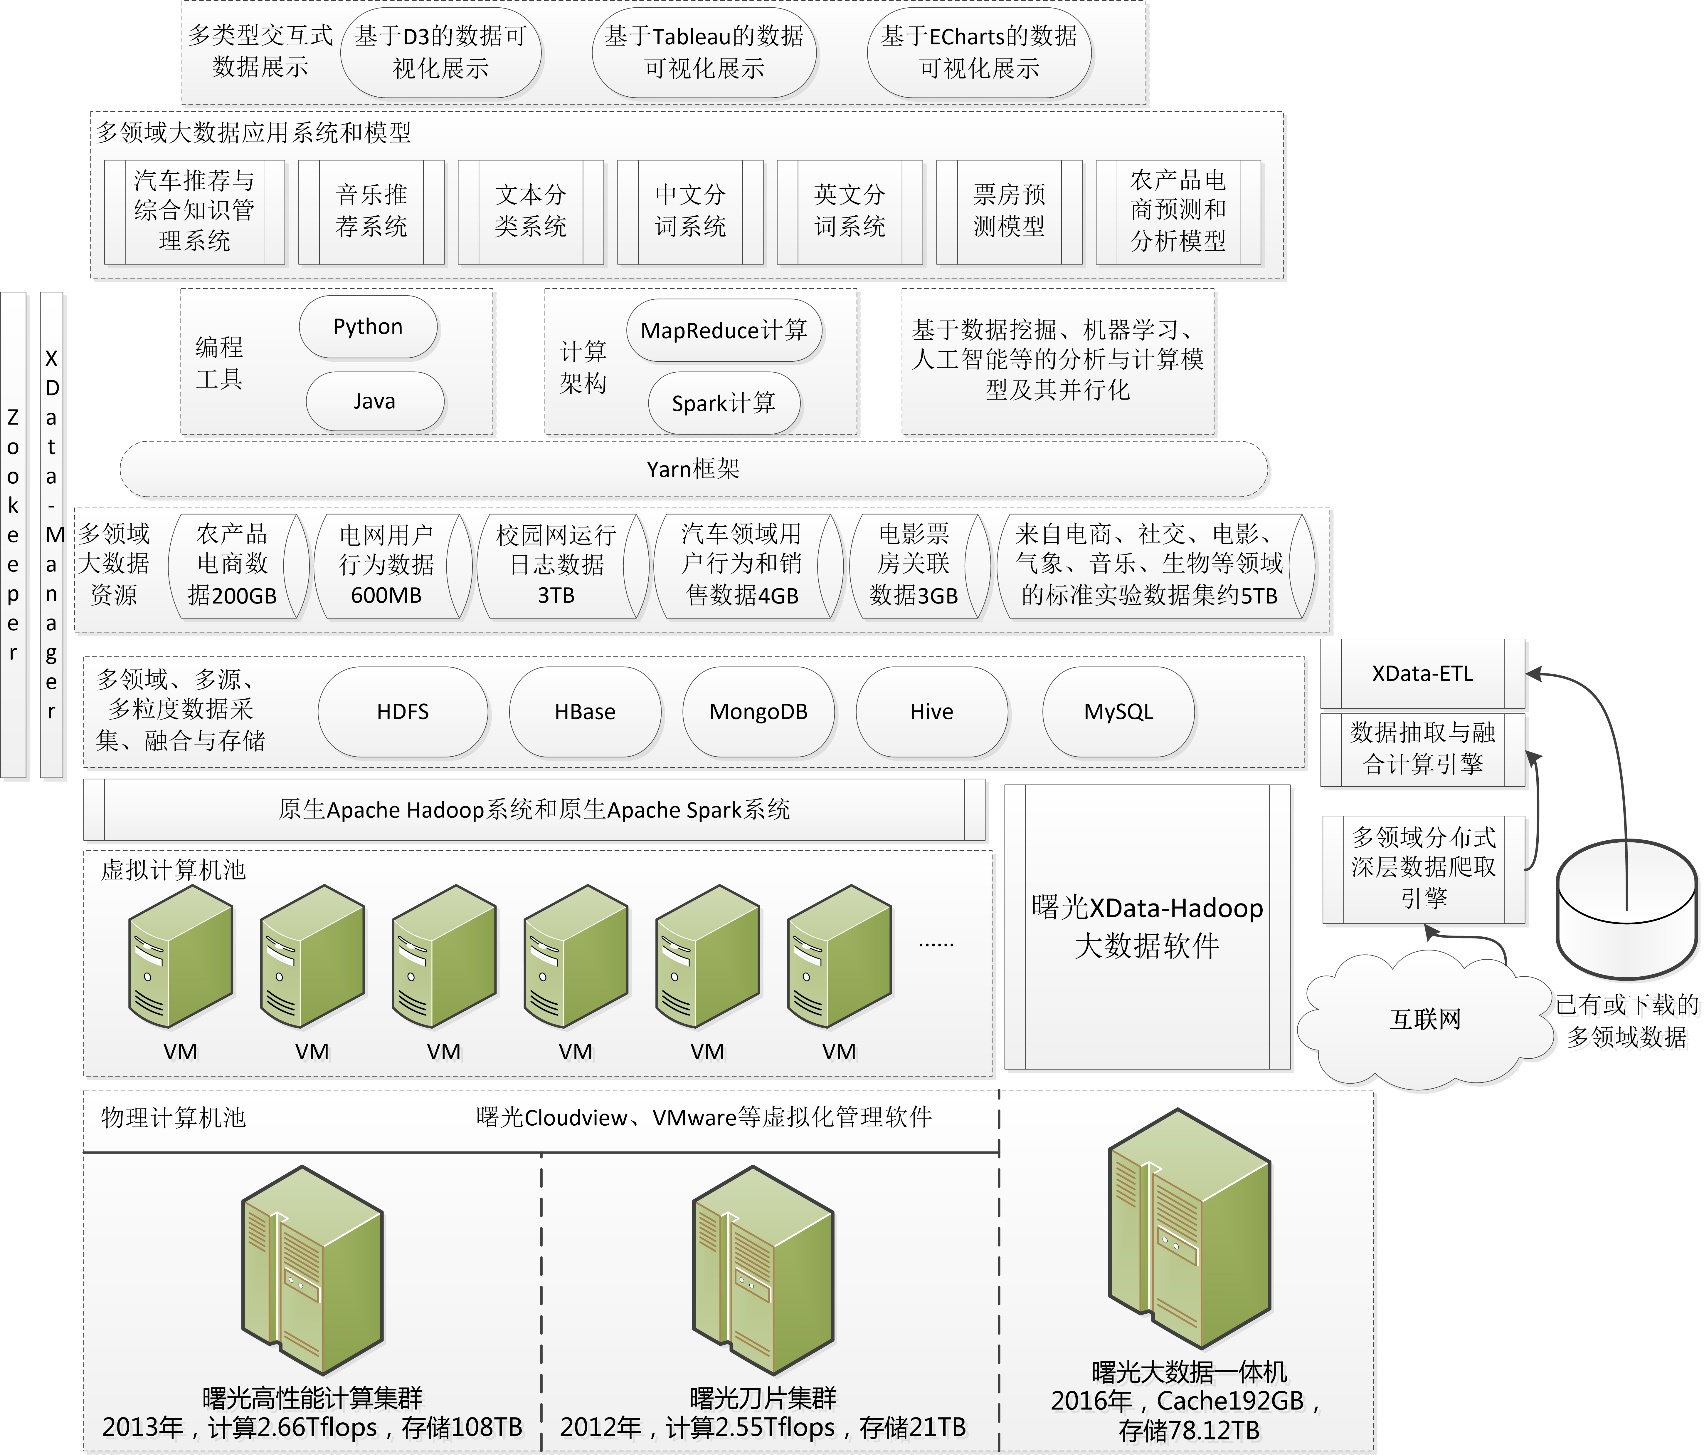 多类型交互式
数据展示
基于D3的数据可
视化展示
基于Tableau的数据
可视化展示
基于ECharts的数据
可视化展示
多领域大数据应用系统和模型
汽车推荐与
综合知识管
理系统
音乐推
荐系统
文本分
类系统
中文分
词系统
英文分
词系统
票房预
测模型
农产品电
商预测和
分析模型
Zookeeper
XData-Manager
编程
工具
Python
Java
计算
架构
MapReduce计算
Spark计算
基于数据挖掘、机器学习、
人工智能等的分析与计算模
型及其并行化
Yarn框架
多领域
大数据
资源
农产品
电商数
据200GB
电网用户
行为数据
600MB
校园网运行
日志数据
3TB
汽车领域用
户行为和销
售数据4GB
电影票
房关联
数据3GB
来自电商、社交、电影、
气象、音乐、生物等领域
的标准实验数据集约5TB
多领域、多源、
多粒度数据采
集、融合与存储
HDFS
HBase
MongoDB
Hive
MySQL
XData-ETL
数据抽取与融
合计算引擎
多领域分布式
深层数据爬取
引擎
互联网
已有或下载的
多领域数据
原生Apache Hadoop系统和原生Apache Spark系统
虚拟计算机池
VM
VM
VM
VM
VM
VM
......
曙光XData-Hadoop
大数据软件
物理计算机池
曙光Cloudview、VMware等虚拟化管理软件
曙光高性能计算集群
2013年，计算2.66Tflops，存储108TB
曙光刀片集群
2012年，计算2.55Tflops，存储21TB
曙光大数据一体机
2016年，Cache192GB，
存储78.12TB